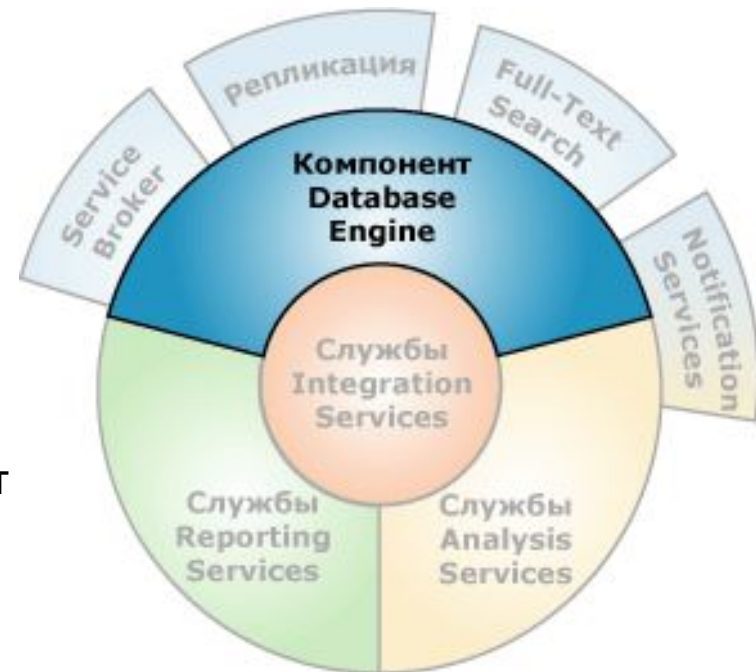 Репликация
Full-Text
Search
Service
Broker
Notification
Services
Компонент
Database
Engine
Службы
Integration
Services
т
Службы
Reporting
Services
Службы
Analysis
Services